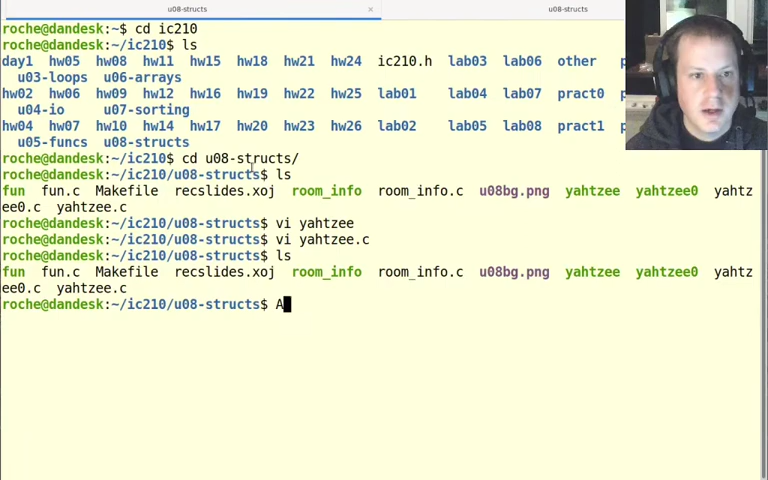 u08-structs × u08-structs
roche@dandesk:~$ cd ic210
roche@dandesk:~/ic210$ ls
day1 hw05 hw08 hw11 hw15 hw18 hw21 hw24 ic210.h lab03 lab06 other
u03-loops u06-arrays
hw02 hw06 hw09 hw12 hw16 hw19 hw22 hw25 lab01 lab04 lab07 pract0
u04-io u07-sorting
hw04 hw07 hw10 hw14 hw17 hw20 hw23 hw26 lab02 lab05 lab08 pract1
u05-funcs u08-structs
roche@dandesk:~/ic210$ cd u08-structs/
roche@dandesk:~/ic210/u08-structs$ ls
fun fun.c Makefile recslides.xoj room_info room_info.c u08bg.png yahtzee yahtzee0 yahtz
ee0.c yahtzee.c
roche@dandesk:~/ic210/u08-structs$ vi yahtzee
roche@dandesk:~/ic210/u08-structs$ vi yahtzee.c
roche@dandesk:~/ic210/u08-structs$ ls
fun fun.c Makefile recslides.xoj room_info room_info.c u08bg.png yahtzee yahtzee0 yahtz
ee0.c yahtzee.c
roche@dandesk:~/ic210/u08-structs$ A